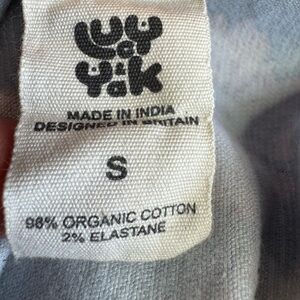 LUCY
&
YAK
MADE IN INDIA
DESIGNED IN BRITAIN
S
98% ORGANIC COTTON
2% ELASTANE